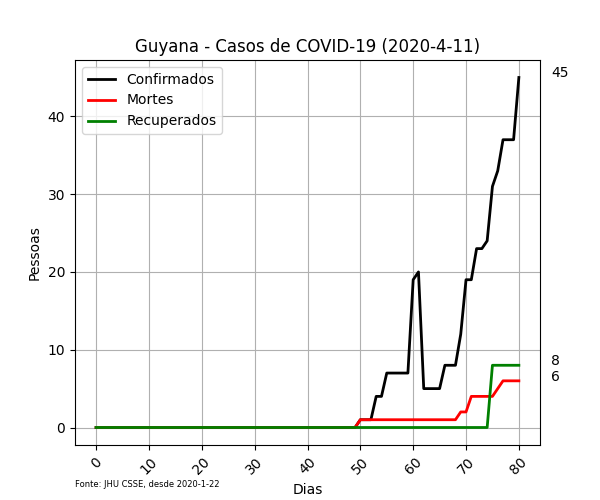 Guyana - Casos de COVID-19 (2020-4-11)
Confirmados
Mortes
Recuperados
45
8
6
Pessoas
40
30
20
10
0
0
10
20
30
40
50
60
70
80
Dias
Fonte: JHU CSSE, desde 2020-1-22